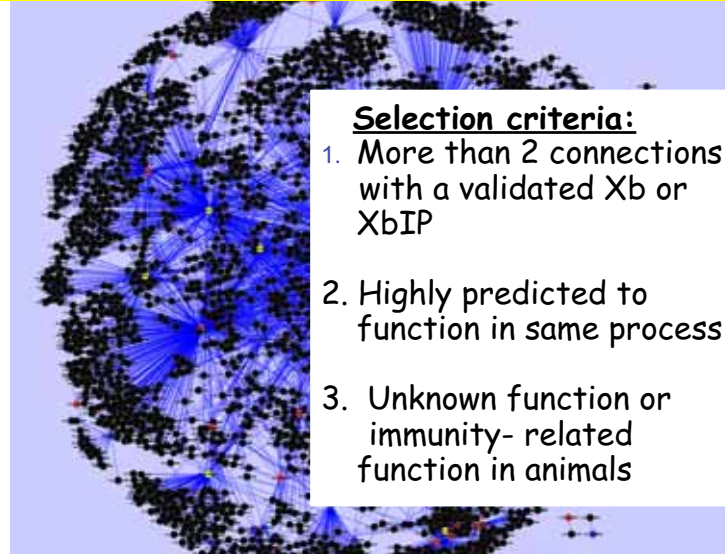 Selection criteria:
1. More than 2 connections
with a validated Xb or
XbIP
2. Highly predicted to
function in same process
3. Unknown function or
immunity- related
function in animals